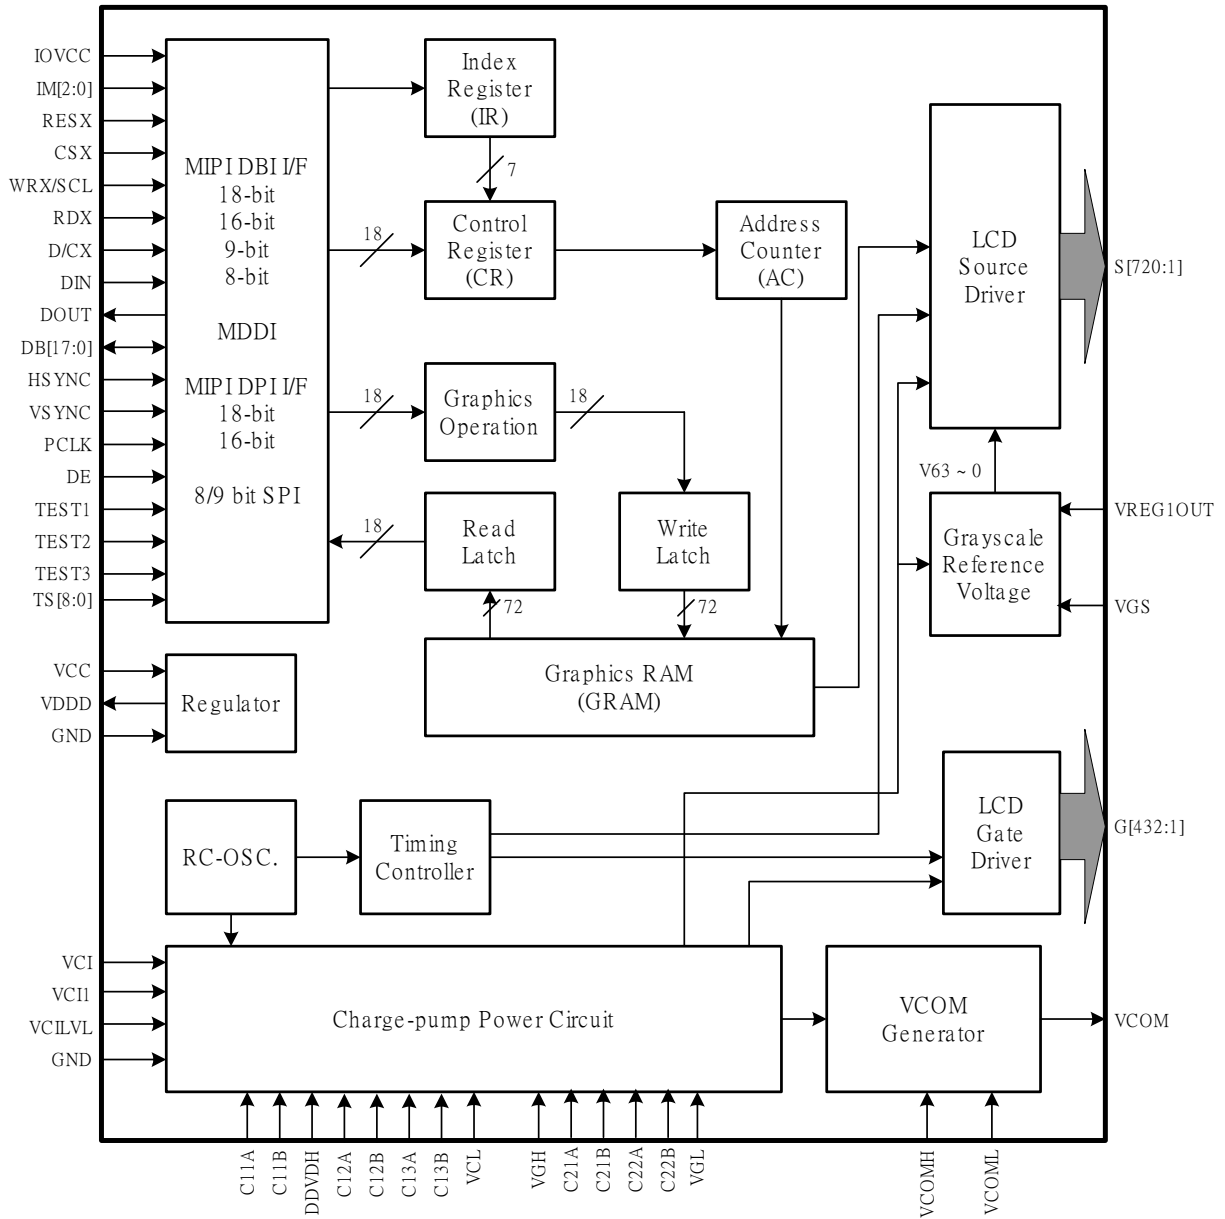 IOVCC
IM[2:0]
RESX
CSX
WRX/SCL
RDX
D/CX
DIN
DOUT
DB[17:0]
HSYNC
VSYNC
PCLK
DE
TEST1
TEST2
TEST3
TS[8:0]
MIPI DBI I/F
18-bit
16-bit
9-bit
8-bit
MDDI
MIPI DPI I/F
18-bit
16-bit
8/9 bit SPI
Index
Register
(IR)
7
18
Control
Register
(CR)
Address
Counter
(AC)
LCD
Source
Driver
S[720:1]
18
Graphics
Operation
18
V63 ~ 0
18
Read
Latch
Write
Latch
Grayscale
Reference
Voltage
VREG1OUT
VGS
72
72
Graphics RAM
(GRAM)
VCC
VDDD
GND
Regulator
RC-OSC.
Timing
Controller
LCD
Gate
Driver
G[432:1]
VCI
VCI1
VCILVL
GND
Charge-pump Power Circuit
VCOM
Generator
VCOM
C11A
C11B
DDVDH
C12A
C12B
C13A
C13B
VCL
VGH
C21A
C21B
C22A
C22B
VGL
VCOMH
VCOML